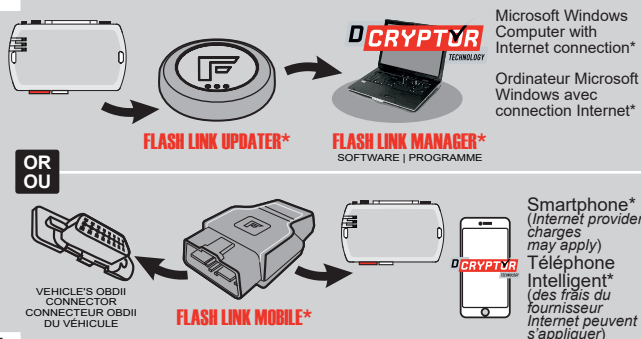 DCRYPTOR
TECHNOLOGY
Microsoft Windows
Computer with
Internet connection*
Ordinateur Microsoft
Windows avec
connection Internet*
FLASH LINK UPDATER*
FLASH LINK MANAGER*
SOFTWARE | PROGRAMME
OR
OU
VEHICLE'S OBDII
CONNECTOR
CONNECTEUR OBDII
DU VÉHICULE
FLASH LINK MOBILE*
DCRYPTOR
TECHNOLOGY
Smartphone*
(Internet provider
charges
may apply)
Téléphone
Intelligent*
(des frais du
fournisseur
Internet peuvent
s'appliquer)